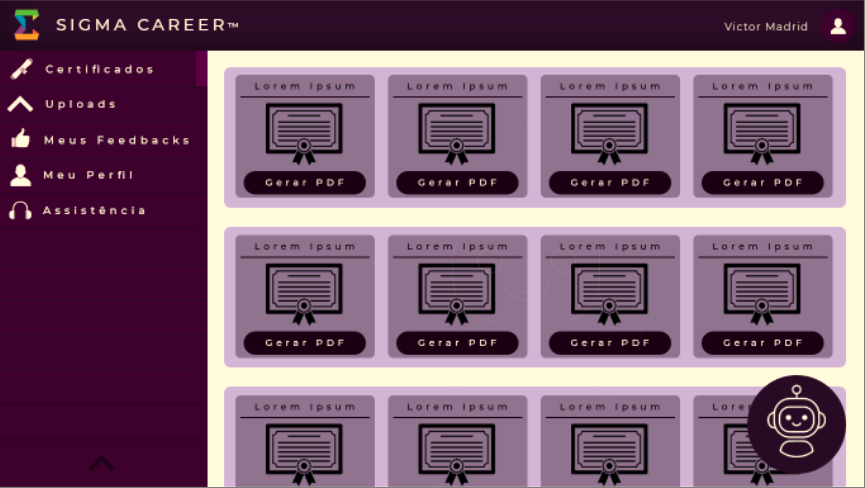 SIGMA CAREER™
Victor Madrid
Certificados
Uploads
Meus Feedbacks
Meu Perfil
Assistência
Lorem Ipsum Lorem Ipsum Lorem Ipsum Lorem Ipsum
Gerar PDF Gerar PDF Gerar PDF Gerar PDF
Lorem Ipsum Lorem Ipsum Lorem Ipsum Lorem Ipsum
Gerar PDF Gerar PDF Gerar PDF Gerar PDF
Lorem Ipsum Lorem Ipsum Lorem Ipsum Lorem